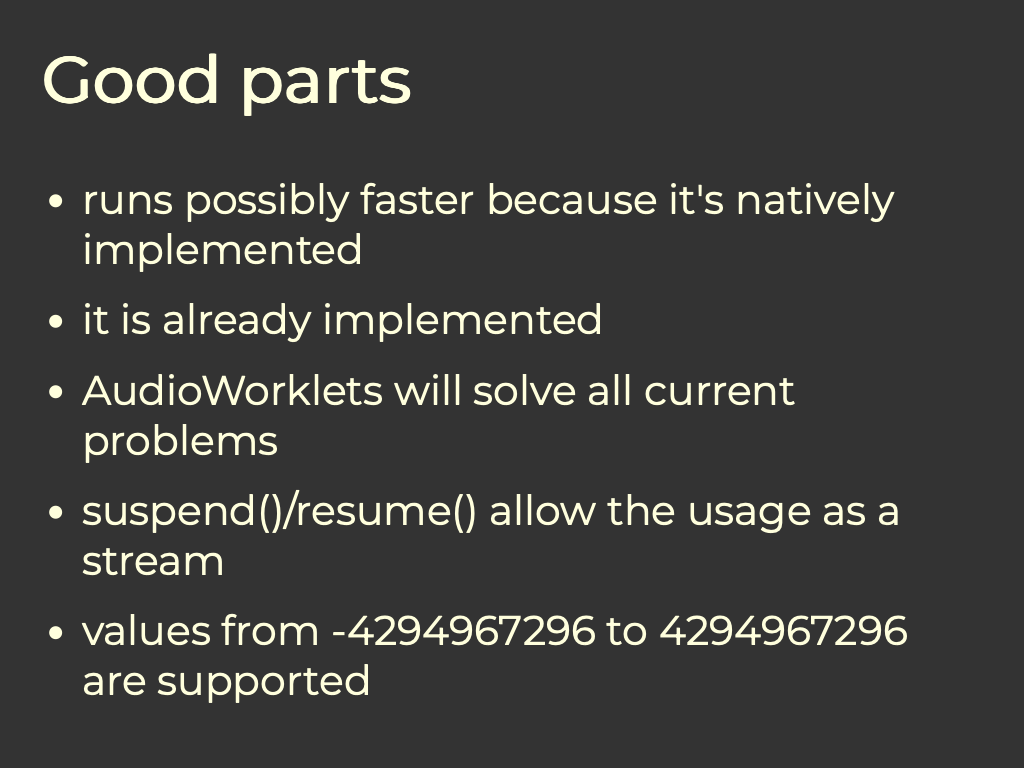 Good parts
• runs possibly faster because it's natively
implemented
• it is already implemented
• AudioWorklets will solve all current
problems
• suspend()/resume() allow the usage as a
stream
• values from -4294967296 to 4294967296
are supported